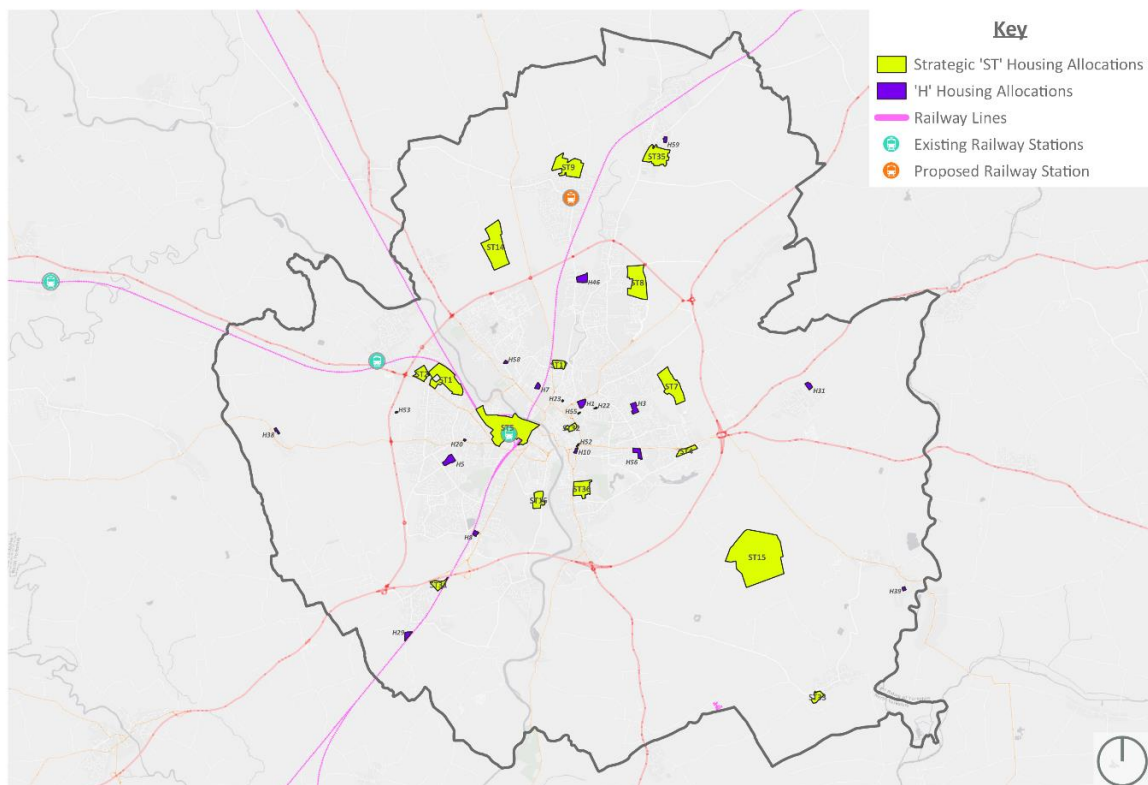 Key
Strategic 'ST' Housing Allocations
'H' Housing Allocations
Railway Lines
Existing Railway Stations
Proposed Railway Station
H59
ST35
ST9
ST14
H46
ST8
H58
ST1
H7
ST7
H31
H23
H1
H22
H3
H53
H55
ST5
H38
H20
H52
H10
H5
H56
ST36
ST15
H39
H29